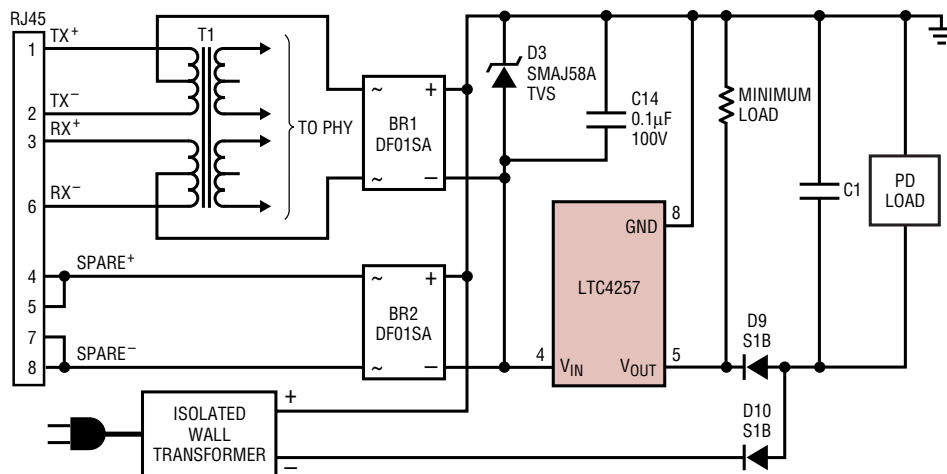 RJ45
1
TX+
2
TX−
3
RX+
6
RX−
4
SPARE+
5
7
8
SPARE−
T1
TO PHY
~
+
BR1
DF01SA
~
−
~
+
BR2
DF01SA
~
−
D3
SMAJ58A
TVS
C14
0.1µF
100V
MINIMUM
LOAD
C1
PD
LOAD
GND
8
LTC4257
4
VIN
VOUT
5
D9
S1B
D10
S1B
ISOLATED
WALL
TRANSFORMER
+
−